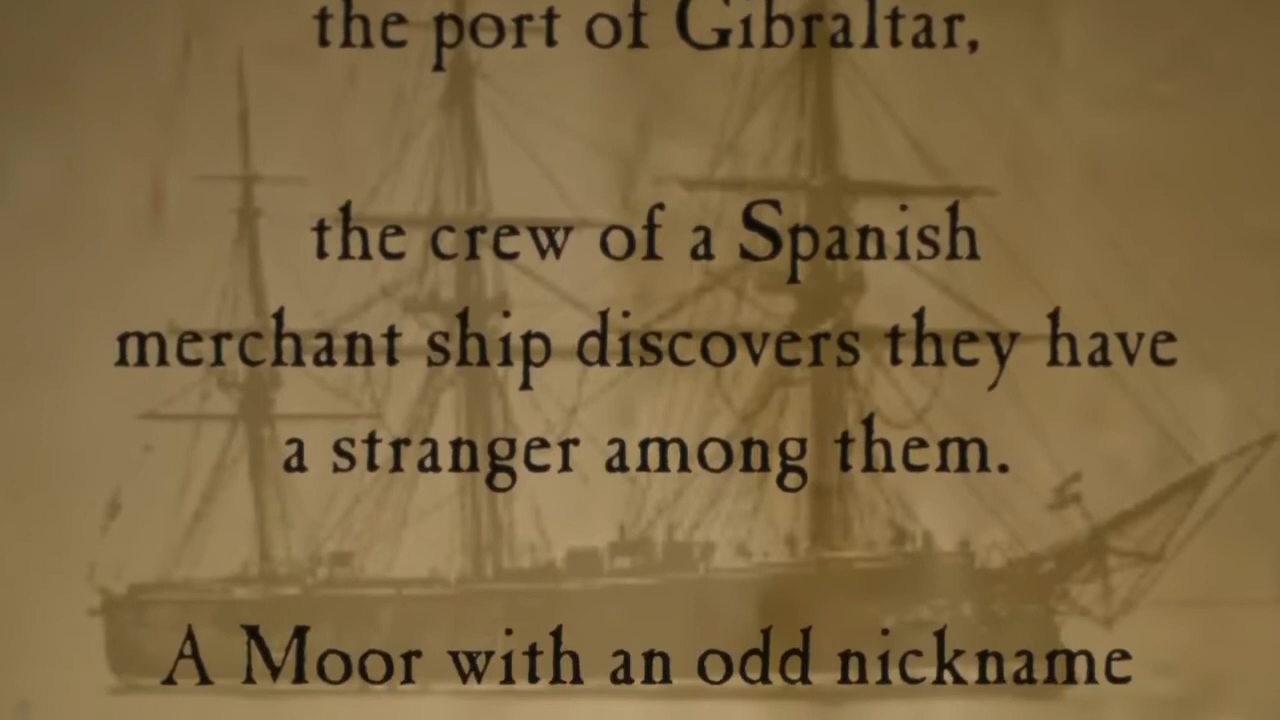 the port of Gibraltar,
the crew of a Spanish
merchant ship discovers they have
a stranger among them.
A Moor with an odd nickname